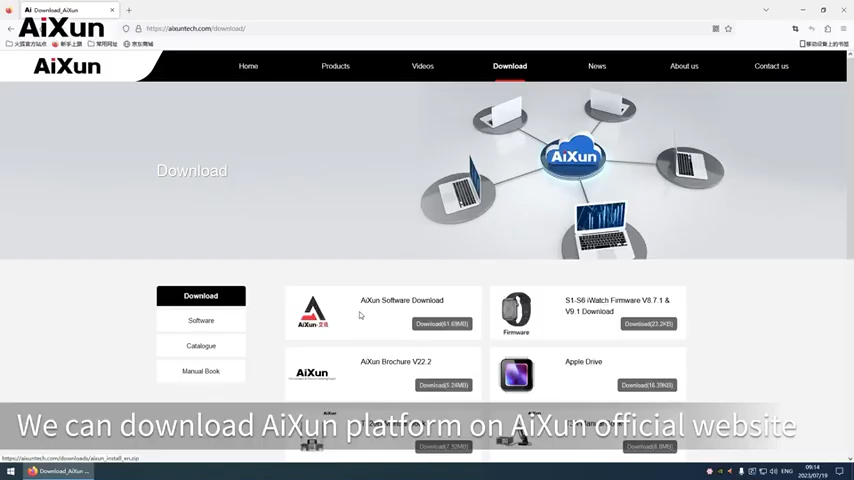 Download_AiXun
AiXun
https://aixuntech.com/download/
火狐官方站点
新手上路
常用网址
京东商城
移动设备上的书签
AiXun
Home
Products
Videos
Download
News
About us
Contact us
AiXun
Download
Download
Software
Catalogue
Manual Book
AiXun Software Download
Download(61.69MB)
AiXun·艾讯
S1-S6 iWatch Firmware V8.7.1 &
V9.1 Download
Download(23.2KB)
Firmware
AiXun Brochure V22.2
Download(5.24MB)
AiXun
Apple Drive
Download(16.39KB)
AiXun
We can download AiXun platform on AiXun official website
https://aixuntech.com/downloads/aixun_install_en.zip
Download_AiXun ...
ENG
09:14
2023/07/19